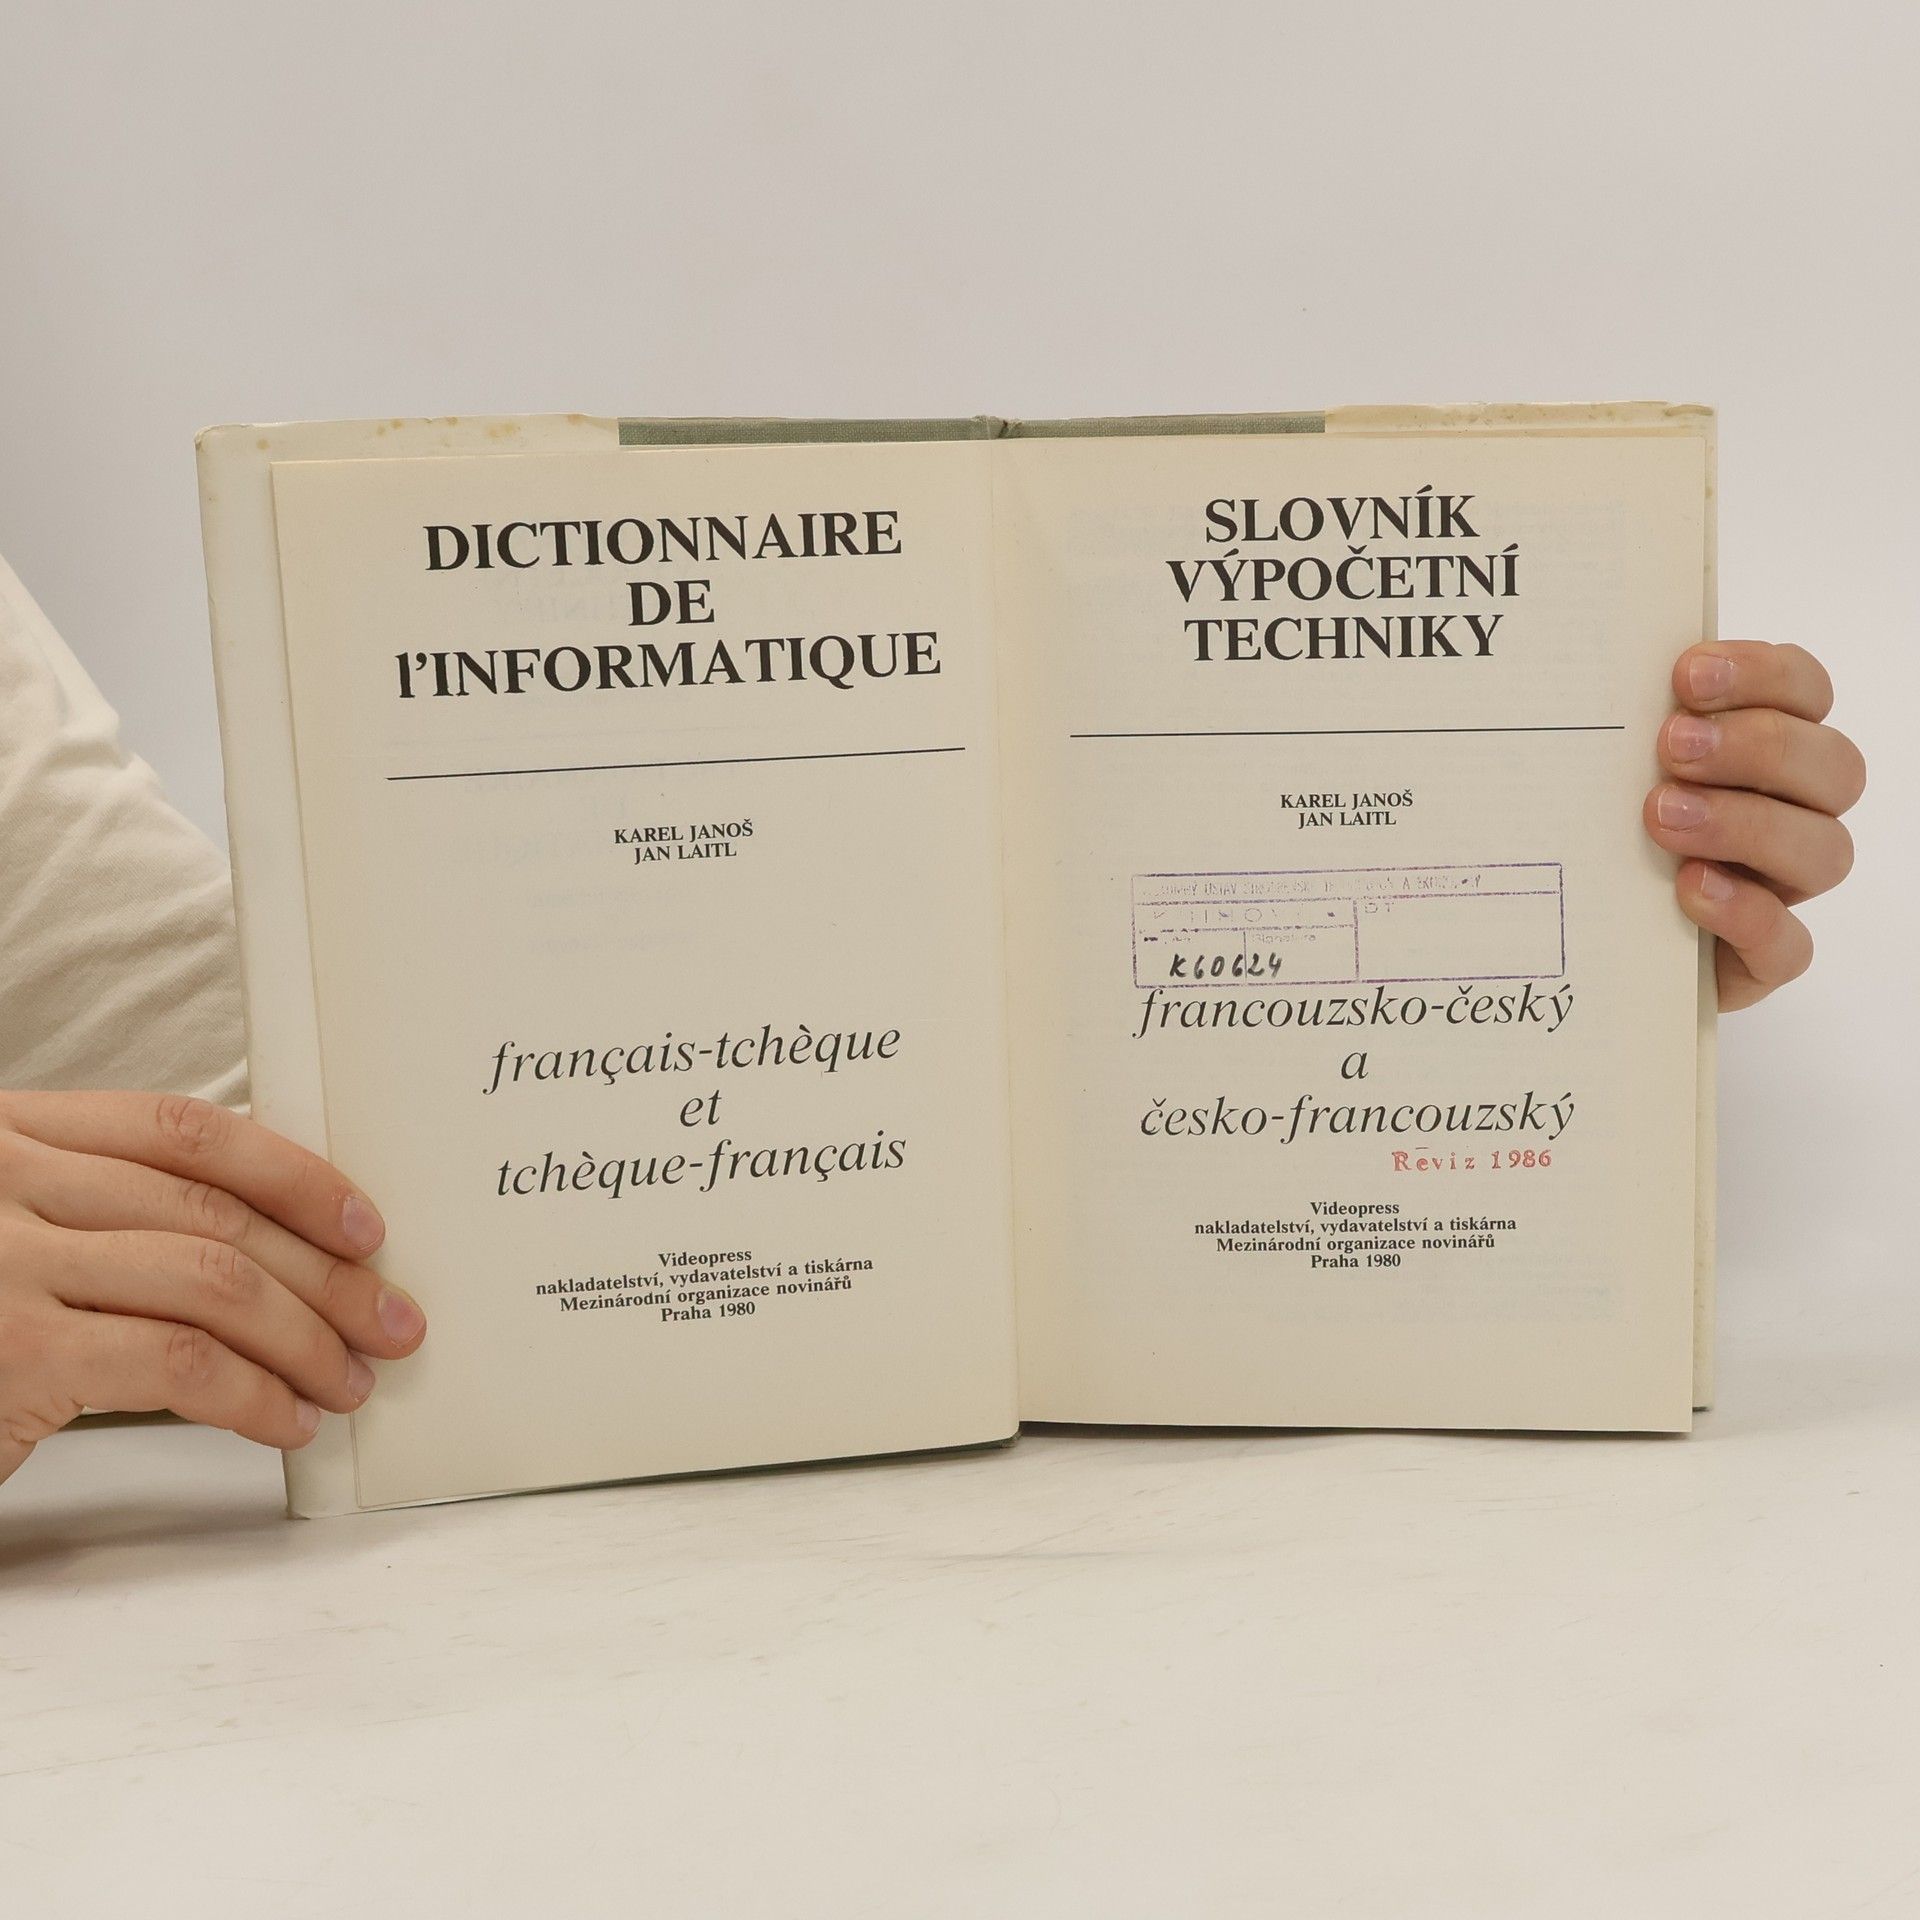 DICTIONNAIRE
DE
l’INFORMATIQUE
KAREL JANOŠ
JAN LAITL
français-tchèque
et
tchèque-français
Videopress
nakladatelství, vydavatelství a tiskárna
Mezinárodní organizace novinářů
Praha 1980
SLOVNÍK
VÝPOČETNÍ
TECHNIKY
KAREL JANOŠ
JAN LAITL
DT
Signatura
K60624
francouzsko-český
a
česko-francouzský
Reviz 1986
Videopress
nakladatelství, vydavatelství a tiskárna
Mezinárodní organizace novinářů
Praha 1980